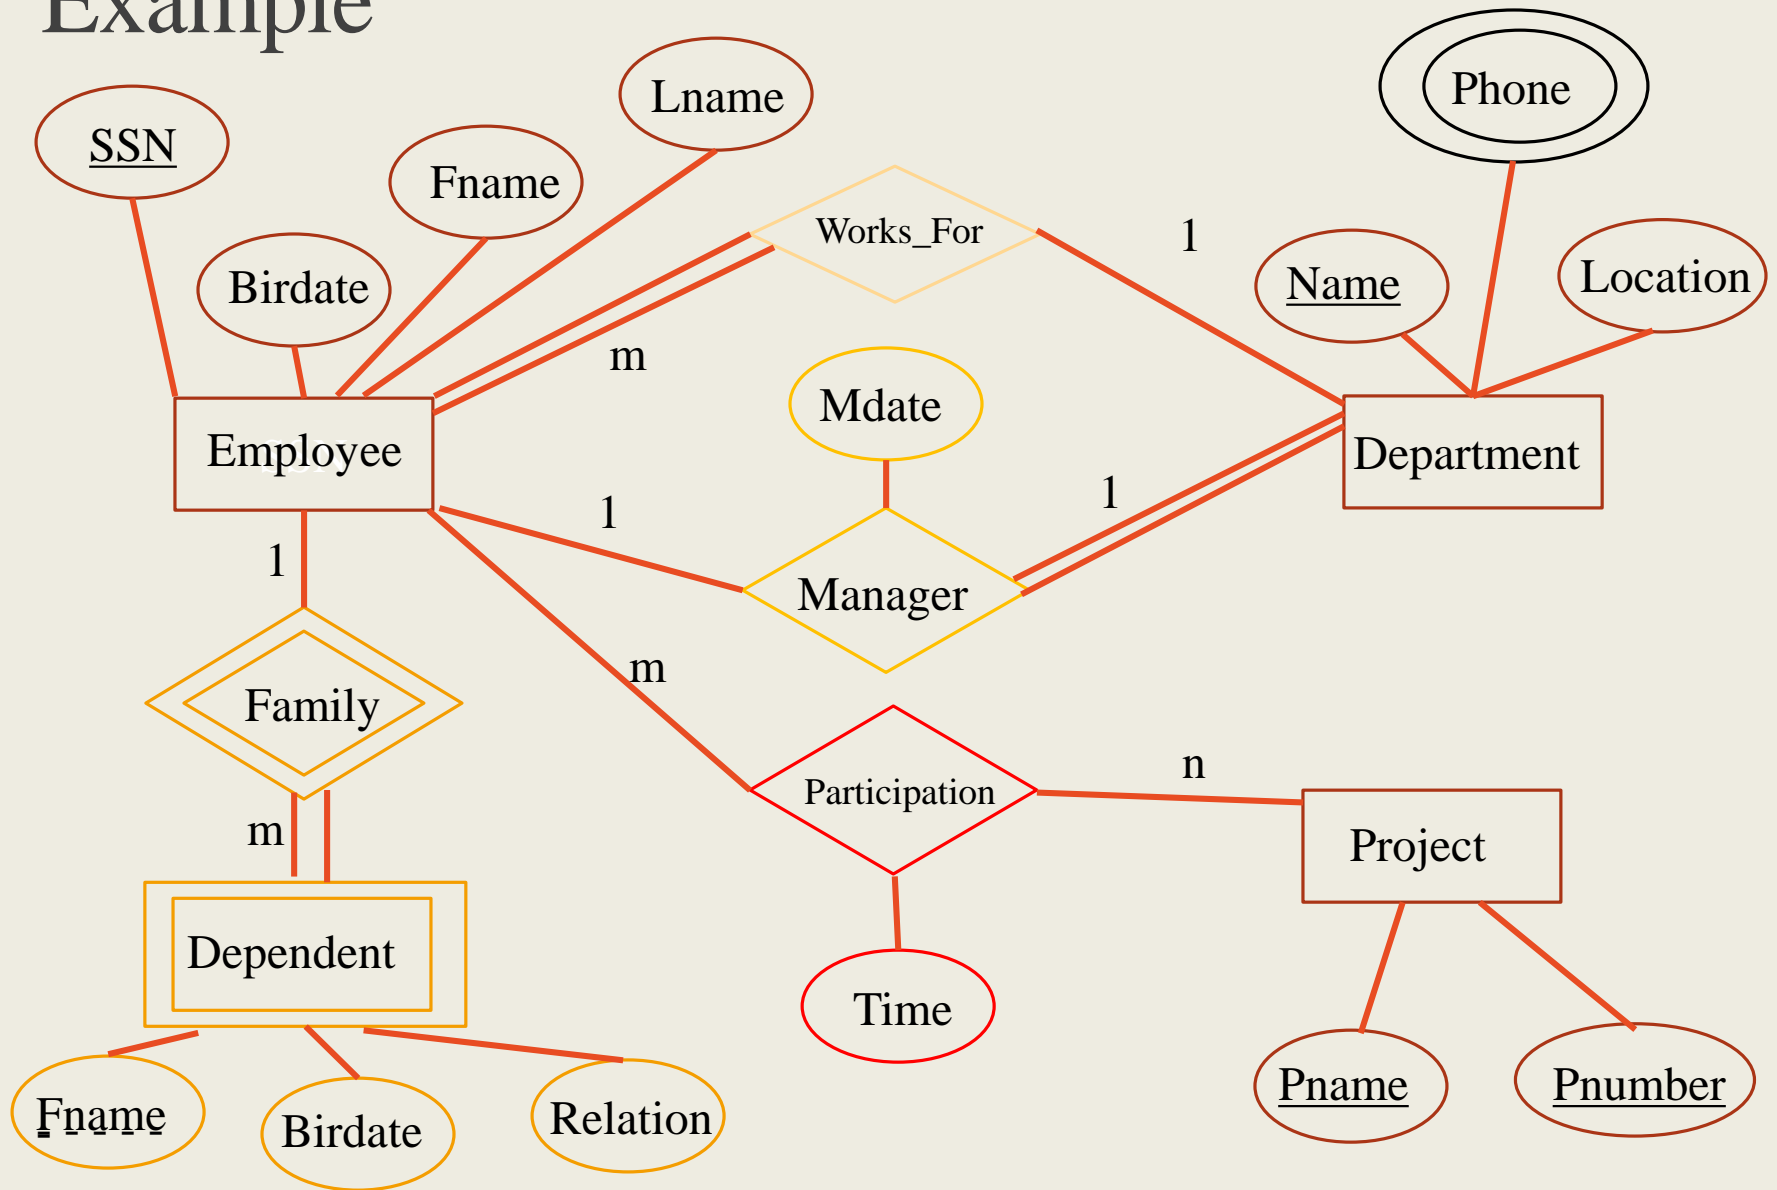 Example
Phone
Lname
SSN
Fname
Works_For
1
Name
Location
Birdate
m
Mdate
Employee
Department
1
1
1
Manager
m
Family
n
Participation
m
Project
Dependent
Time
Pname
Pnumber
Fname
Birdate
Relation